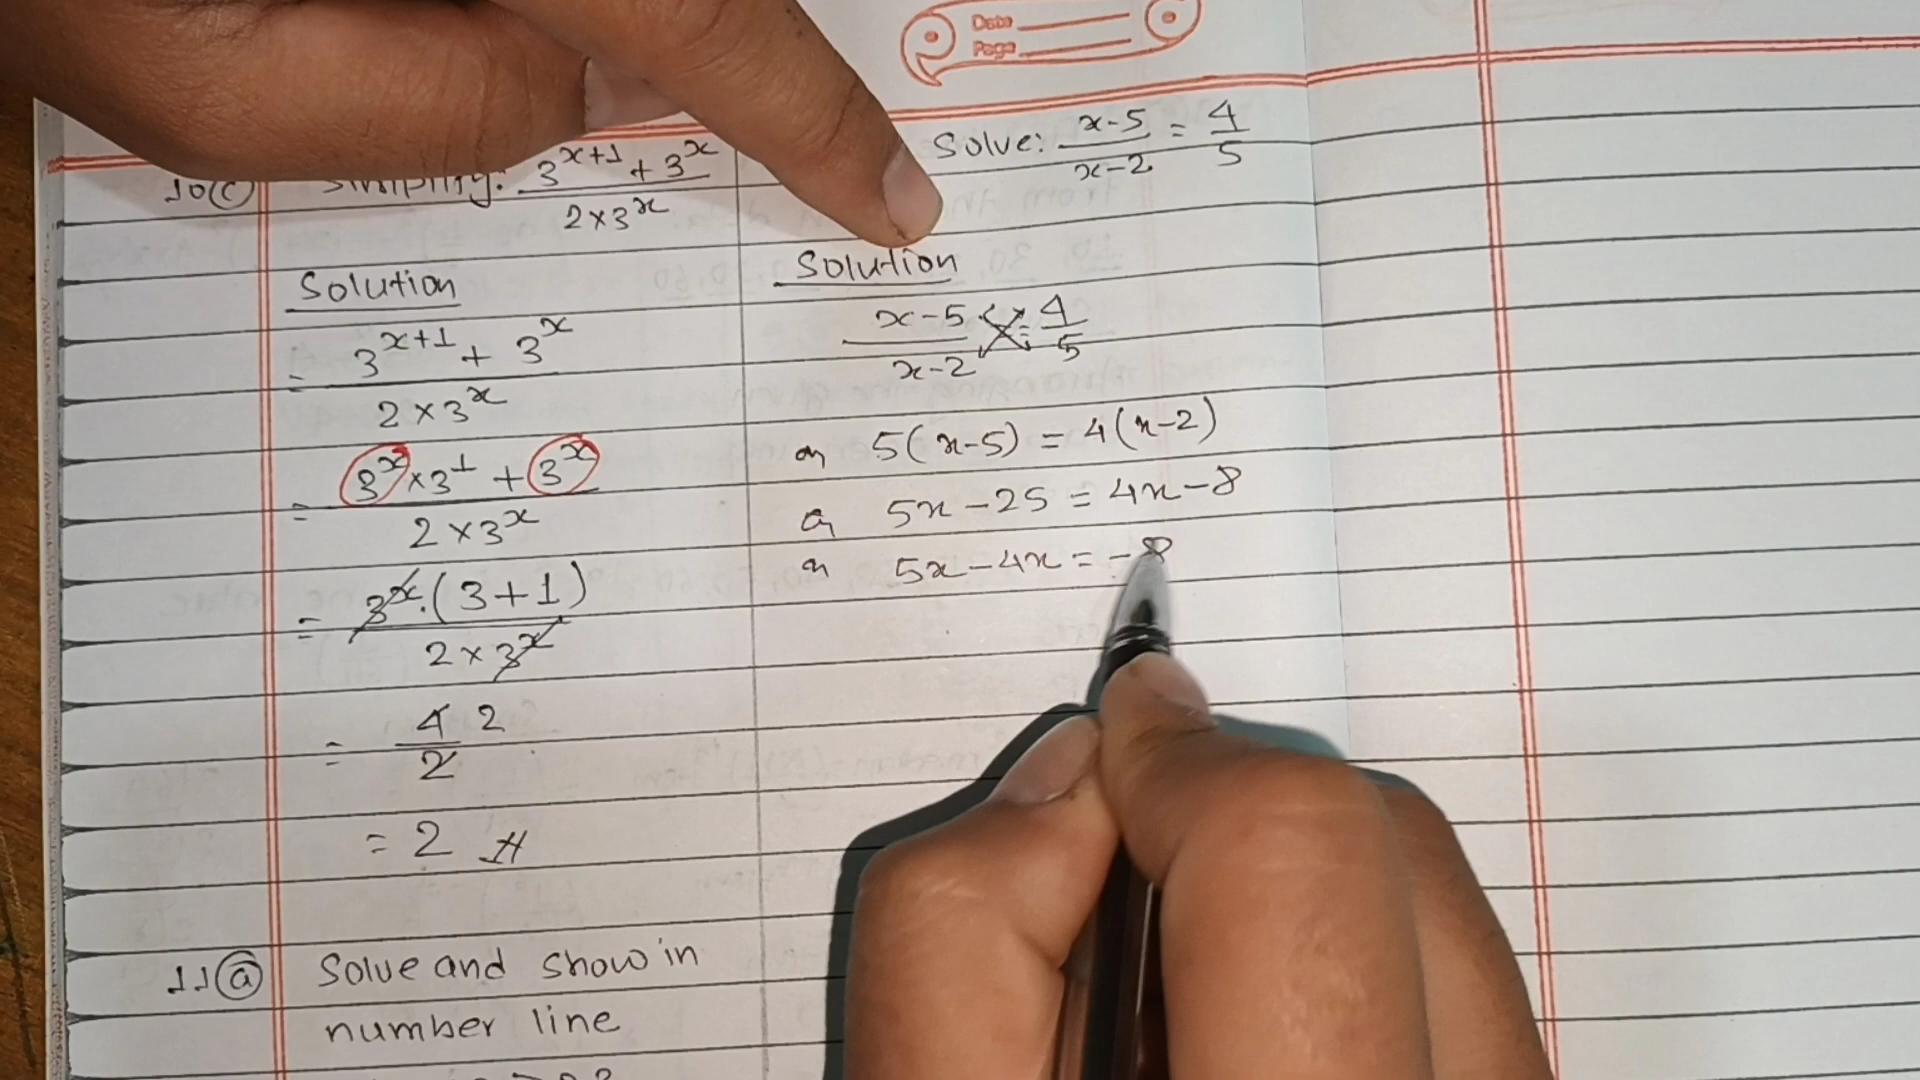 Date
Page
10(c) Simplify: (3^(x+1) + 3^x)/(2×3^x)
Solution
= (3^(x+1) + 3^x)/(2×3^x)
= (3^x×3^1 + 3^x)/(2×3^x)
= 3^x.(3+1)/(2×3^x)
= 4/2 2
= 2
11(a) Solve and show in
number line
Solve: (x-5)/(x-2) = 4/5
Solution
(x-5)/(x-2) = 4/5
or 5(x-5) = 4(x-2)
or 5x-25 = 4x-8
or 5x-4x = -8